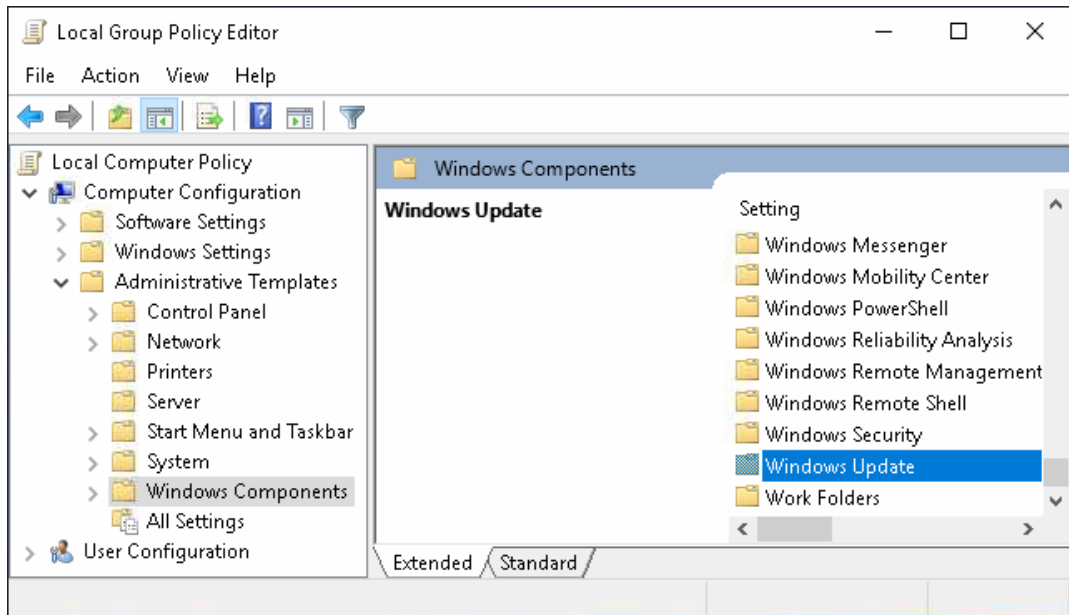 Local Group Policy Editor
File Action View Help
Local Computer Policy
Computer Configuration
Software Settings
Windows Settings
Administrative Templates
Control Panel
Network
Printers
Server
Start Menu and Taskbar
System
Windows Components
All Settings
User Configuration
Windows Components
Windows Update
Setting
Windows Messenger
Windows Mobility Center
Windows PowerShell
Windows Reliability Analysis
Windows Remote Management
Windows Remote Shell
Windows Security
Windows Update
Work Folders
Extended Standard